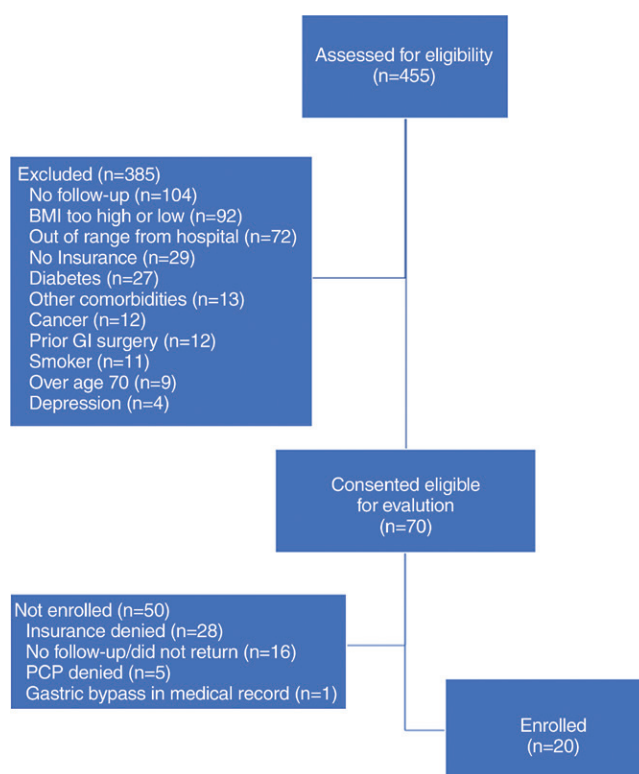 Assessed for eligibility
(n=455)
Excluded (n=385)
No follow-up (n=104)
BMI too high or low (n=92)
Out of range from hospital (n=72)
No Insurance (n=29)
Diabetes (n=27)
Other comorbidities (n=13)
Cancer (n=12)
Prior GI surgery (n=12)
Smoker (n=11)
Over age 70 (n=9)
Depression (n=4)
Consented eligible
for evalution
(n=70)
Not enrolled (n=50)
Insurance denied (n=28)
No follow-up/did not return (n=16)
PCP denied (n=5)
Gastric bypass in medical record (n=1)
Enrolled
(n=20)